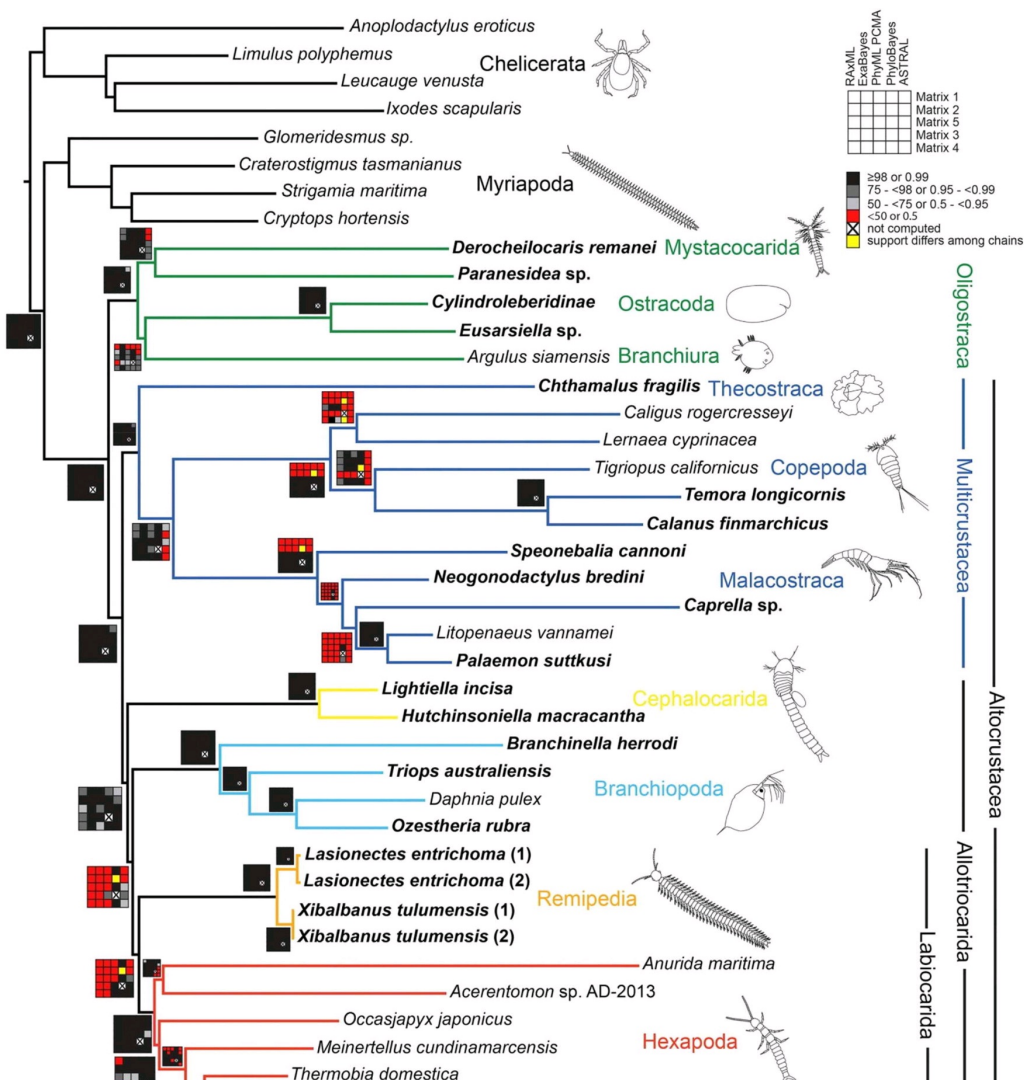 Anoplodactylus eroticus
Limulus polyphemus
Chelicerata
Leucauge venusta
Ixodes scapularis
RAxML
ExaBayes
PhyML PCMA
PhyloBayes
ASTRAL
Matrix 1
Matrix 2
Matrix 5
Matrix 3
Matrix 4
≥98 or 0.99
75 - <98 or 0.95 - <0.99
50 - <75 or 0.5 - <0.95
<50 or 0.5
not computed
support differs among chains
Glomeridesmus sp.
Craterostigmus tasmanianus
Myriapoda
Strigamia maritima
Cryptops hortensis
Derocheilocaris remanei Mystacocarida
Paranesidea sp.
Cylindroleberidinae Ostracoda
Eusarsiella sp.
Argulus siamensis Branchiura
Oligostraca
Chthamalus fragilis Thecostraca
Caligus rogercresseyi
Lernaea cyprinacea
Tigriopus californicus Copepoda
Temora longicornis
Calanus finmarchicus
Speonebalia cannoni
Neogonodactylus bredini Malacostraca
Caprella sp.
Litopenaeus vannamei
Palaemon suttkusi
Multicrustacea
Lightiella incisa
Cephalocarida
Hutchinsoniella macracantha
Branchinella herrodi
Triops australiensis
Branchiopoda
Daphnia pulex
Ozestheria rubra
Altocrustacea
Lasionectes entrichoma (1)
Lasionectes entrichoma (2)
Remipedia
Xibalbanus tulumensis (1)
Xibalbanus tulumensis (2)
Allotriocarida
Labiocarida
Anurida maritima
Acerentomon sp. AD-2013
Occasjapyx japonicus
Hexapoda
Meinertellus cundinamarcensis
Thermobia domestica